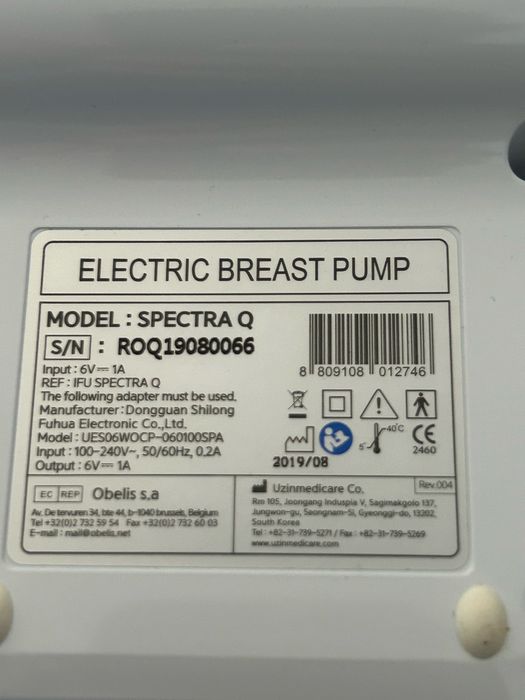 ELECTRIC BREAST PUMP
MODEL : SPECTRA Q
S/N : ROQ19080066
Input : 6V⎓ 1A
REF : IFU SPECTRA Q
The following adapter must be used.
Manufacturer : Dongguan Shilong
Fuhua Electronic Co.,Ltd.
Model : UES06WOCP-060100SPA
Input : 100-240V~, 50/60Hz, 0.2A
Output : 6V⎓ 1A
8 809108 012746
5˚
40˚C
CE
2460
2019/08
EC REP Obelis s.a
Av. De tervuren 34, bte 44, b-1040 brussels, Belgium
Tel +32(0)2 732 59 54 Fax +32(0)2 732 60 03
E-mail : mail@obelis.net
Uzinmedicare Co.
Rev.004
Rm 105, Joongang Induspia V, Sagimakgolo 137,
Jungwon-gu, Seongnam-Si, Gyeonggi-do, 13202,
South Korea
Tel : +82-31-739-5271 / Fax : +82-31-739-5269
www.uzinmedicare.com